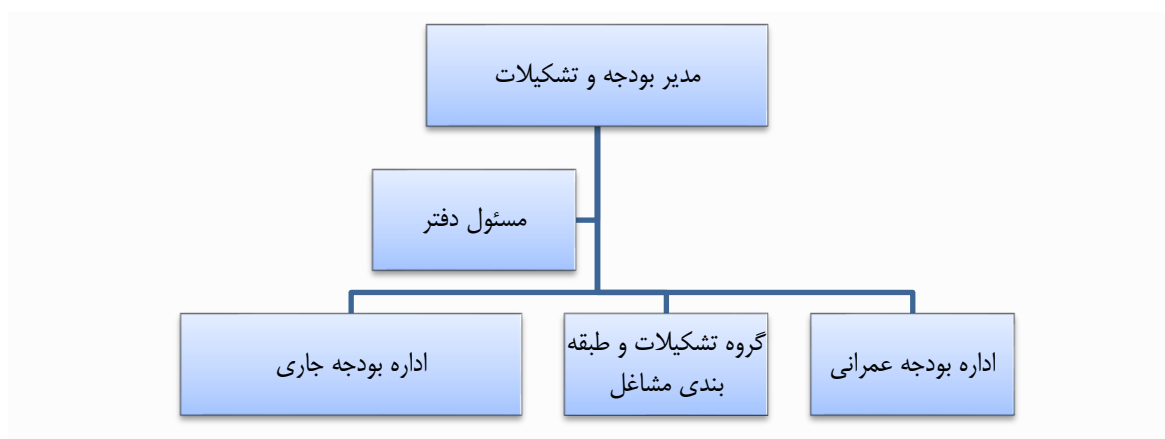 مدیر بودجه و تشکیلات
مسئول دفتر
اداره بودجه عمرانی
گروه تشکیلات و طبقه
بندی مشاغل
اداره بودجه جاری